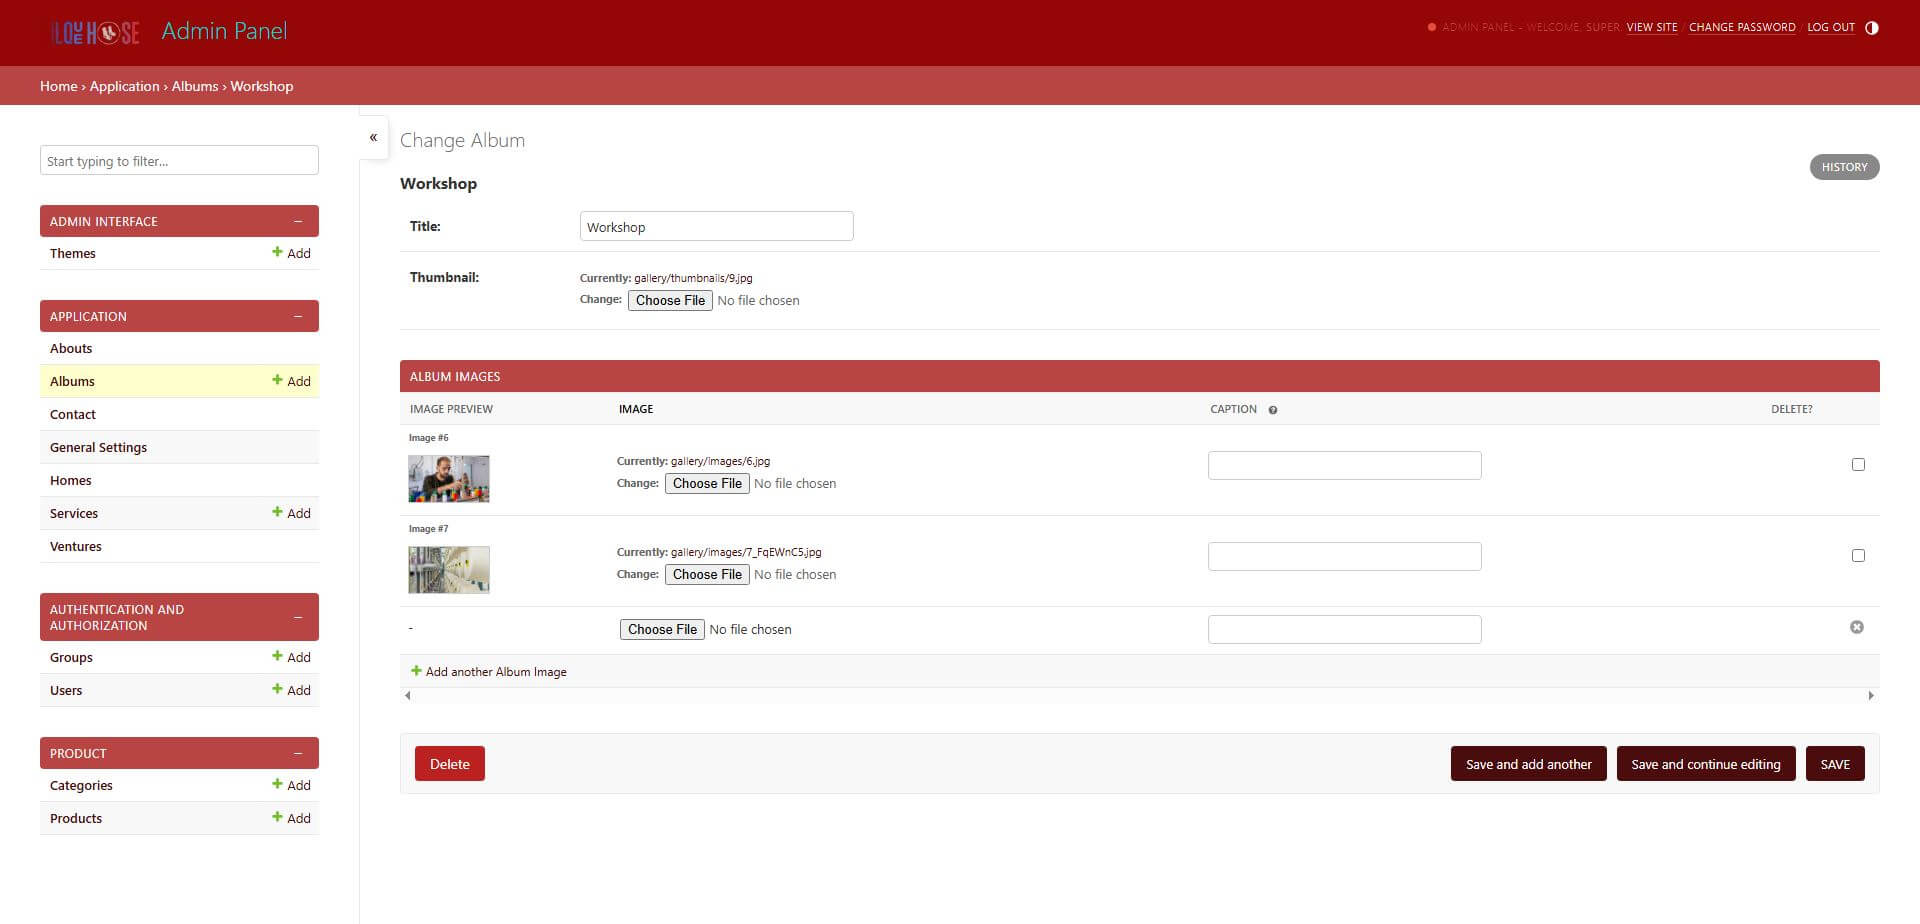 Admin Panel
ADMIN PANEL - WELCOME, SUPER. VIEW SITE / CHANGE PASSWORD / LOG OUT
Home › Application › Albums › Workshop
Start typing to filter...
ADMIN INTERFACE
Themes Add
APPLICATION
Abouts
Albums Add
Contact
General Settings
Homes
Services Add
Ventures
AUTHENTICATION AND
AUTHORIZATION
Groups Add
Users Add
PRODUCT
Categories Add
Products Add
«
Change Album
HISTORY
Workshop
Title: Workshop
Thumbnail: Currently: gallery/thumbnails/9.jpg
Change: Choose File No file chosen
ALBUM IMAGES
IMAGE PREVIEW IMAGE CAPTION DELETE?
Image #6
Currently: gallery/images/6.jpg
Change: Choose File No file chosen
Image #7
Currently: gallery/images/7_FqEWnC5.jpg
Change: Choose File No file chosen
- Choose File No file chosen
Add another Album Image
Delete Save and add another Save and continue editing SAVE